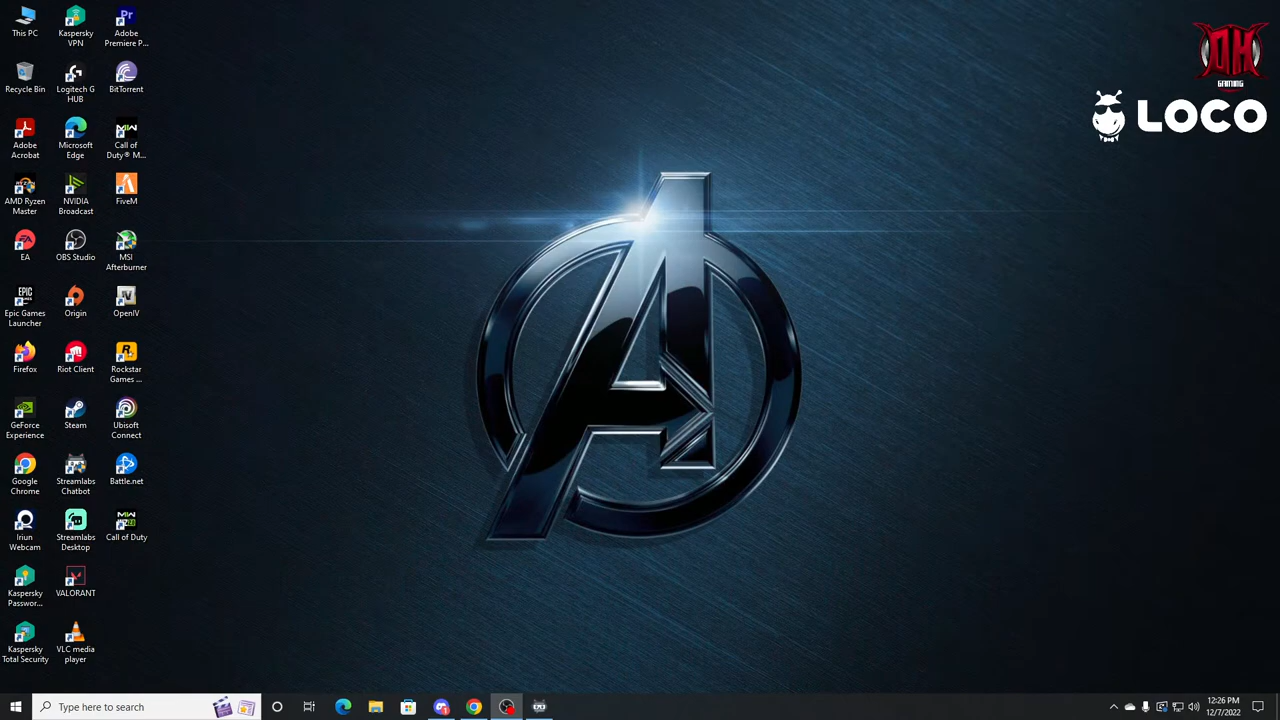 This PC
Kaspersky
VPN
Adobe
Premiere P...
Recycle Bin
Logitech G
HUB
BitTorrent
Adobe
Acrobat
Microsoft
Edge
Call of
Duty® M...
AMD Ryzen
Master
NVIDIA
Broadcast
FiveM
EA
OBS Studio
MSI
Afterburner
Epic Games
Launcher
Origin
OpenIV
Firefox
Riot Client
Rockstar
Games ...
GeForce
Experience
Steam
Ubisoft
Connect
Google
Chrome
Streamlabs
Chatbot
Battle.net
Iriun
Webcam
Streamlabs
Desktop
Call of Duty
Kaspersky
Passwor...
VALORANT
Kaspersky
Total Security
VLC media
player
GAMING
LOCO
Type here to search
12:26 PM
12/7/2022